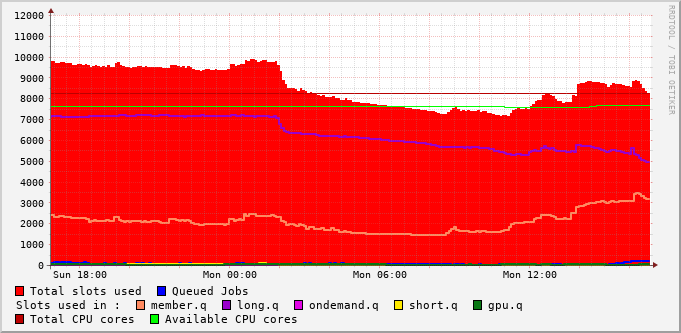 12000
11000
10000
9000
8000
7000
6000
5000
4000
3000
2000
1000
0
Sun 18:00 Mon 00:00 Mon 06:00 Mon 12:00
Total slots used Queued Jobs
Slots used in : member.q long.q ondemand.q short.q gpu.q
Total CPU cores Available CPU cores
RRDTOOL / TOBI OETIKER